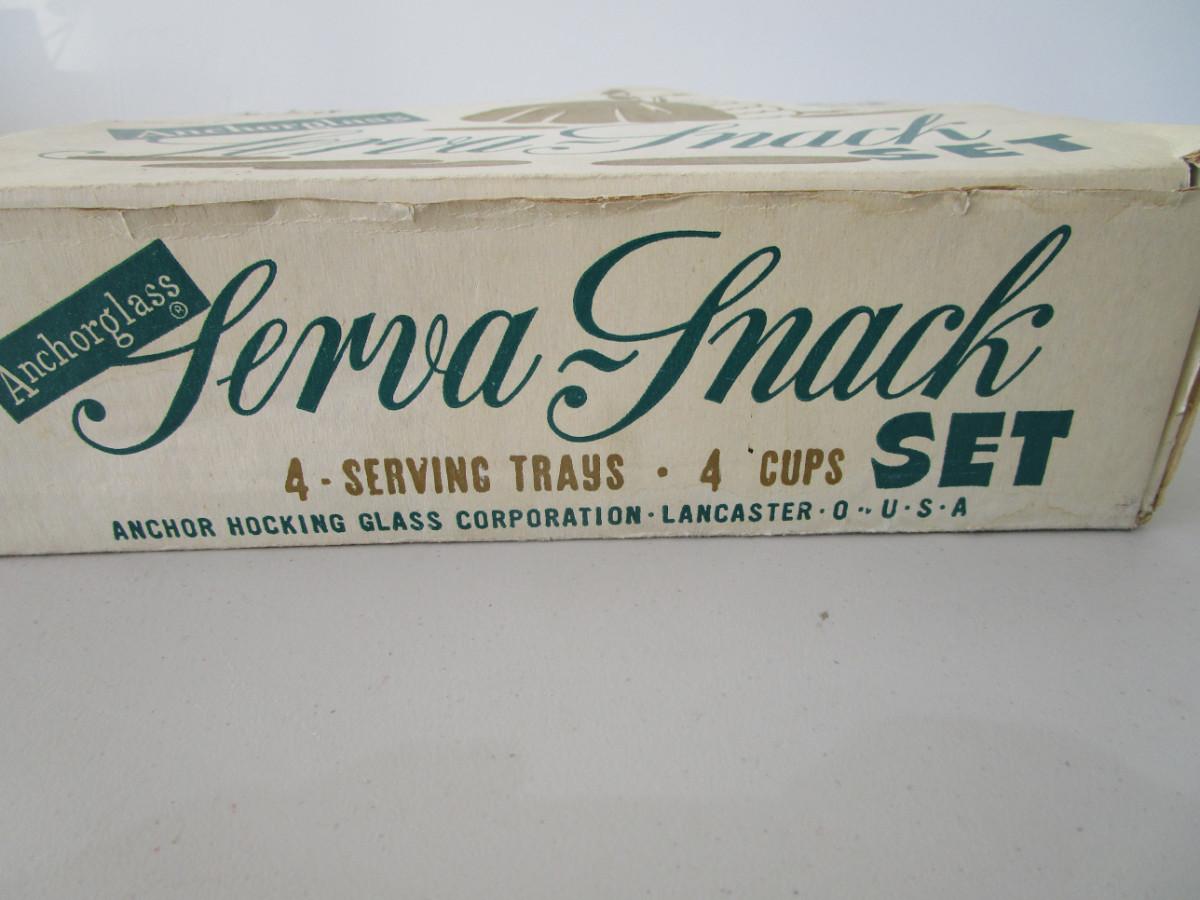 Anchorglass
Serva-Snack
SET
Anchorglass®
Serva~Snack
SET
4-SERVING TRAYS · 4 CUPS
ANCHOR HOCKING GLASS CORPORATION·LANCASTER·O., U·S·A